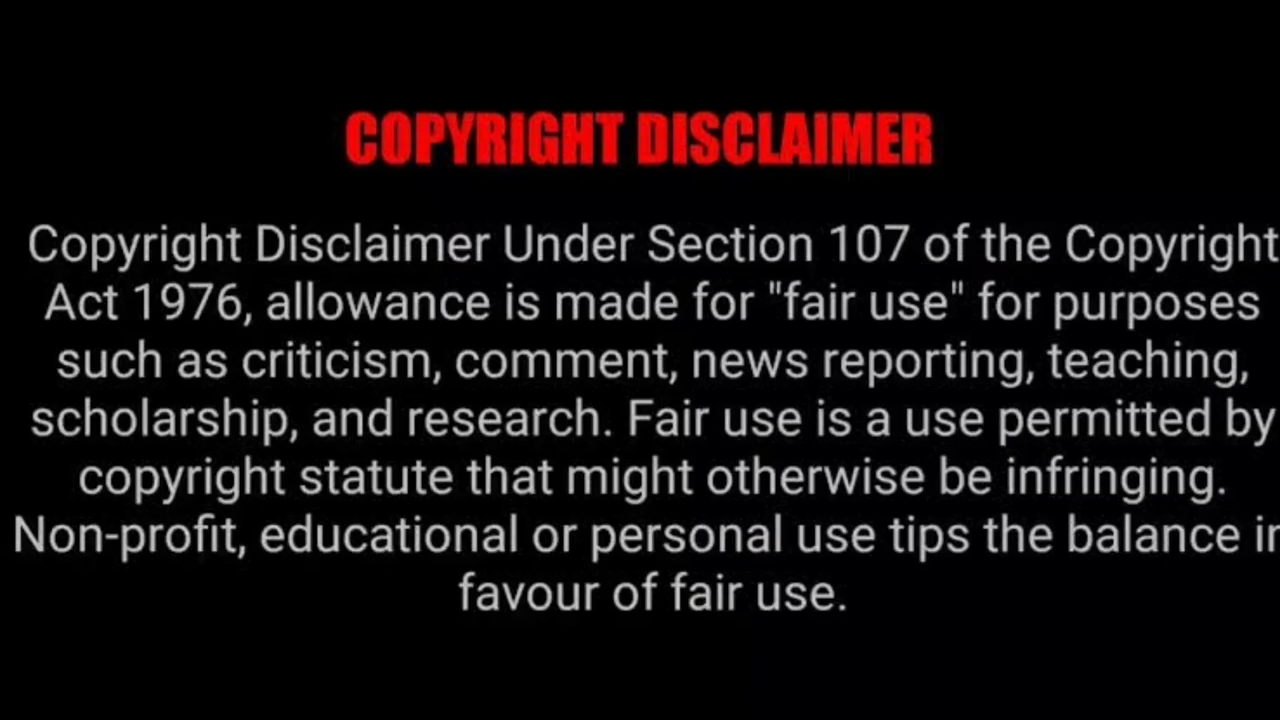 COPYRIGHT DISCLAIMER
Copyright Disclaimer Under Section 107 of the Copyright
Act 1976, allowance is made for "fair use" for purposes
such as criticism, comment, news reporting, teaching,
scholarship, and research. Fair use is a use permitted by
copyright statute that might otherwise be infringing.
Non-profit, educational or personal use tips the balance in
favour of fair use.